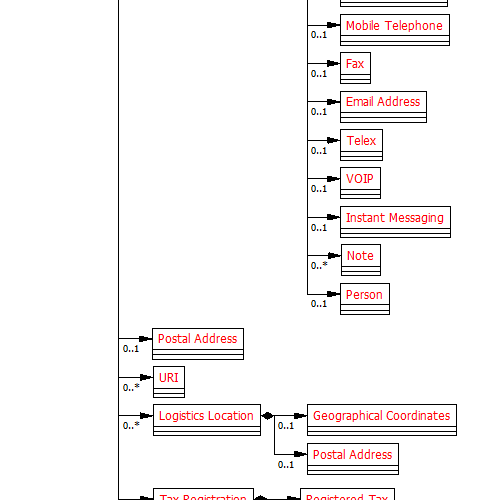 Mobile Telephone
0..1
Fax
0..1
Email Address
0..1
Telex
0..1
VOIP
0..1
Instant Messaging
0..1
Note
0..*
Person
0..1
Postal Address
0..1
URI
0..*
Logistics Location
0..*
Geographical Coordinates
0..1
Postal Address
0..1
Tax Registration
Registered Tax